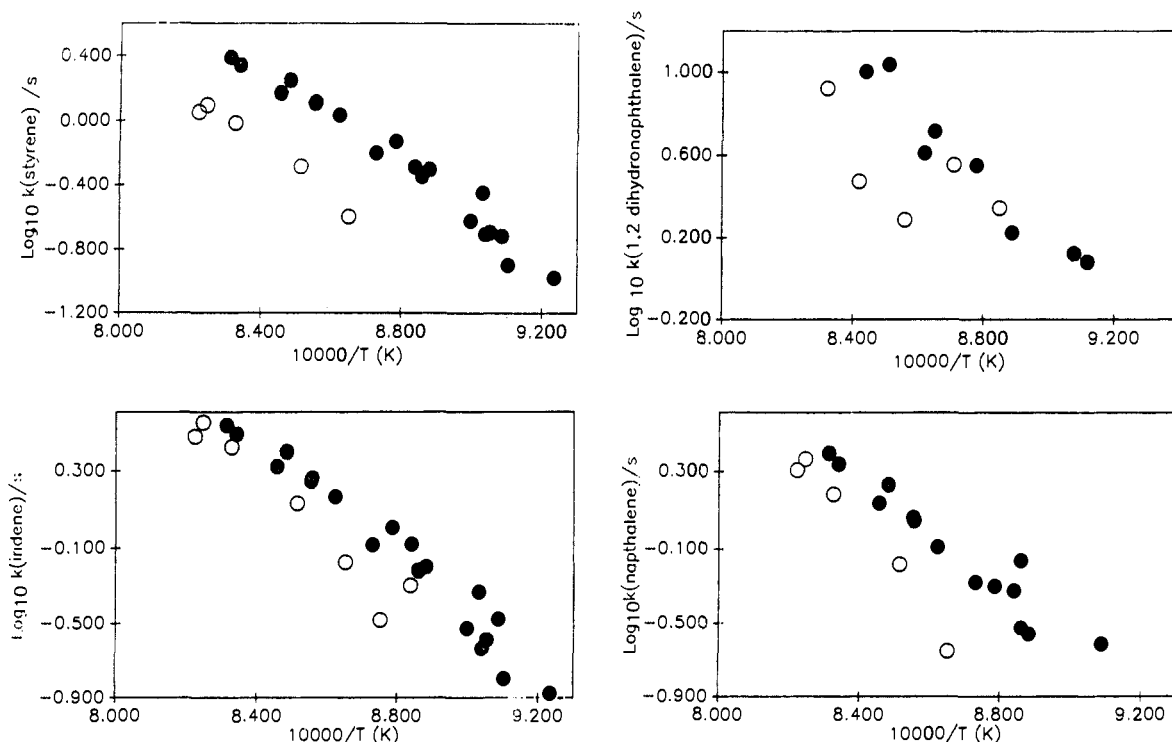 Log10 k(styrene) /s
0.400
0.000
−0.400
−0.800
−1.200
8.000 8.400 8.800 9.200
10000/T (K)
Log 10 k(1,2 dihydronaphthalene)/s
1.000
0.600
0.200
−0.200
8.000 8.400 8.800 9.200
10000/T (K)
Log10 k(indene)/s
0.300
−0.100
−0.500
−0.900
8.000 8.400 8.800 9.200
10000/T (K)
Log10k(napthalene)/s
0.300
−0.100
−0.500
−0.900
8.000 8.400 8.800 9.200
10000/T (K)